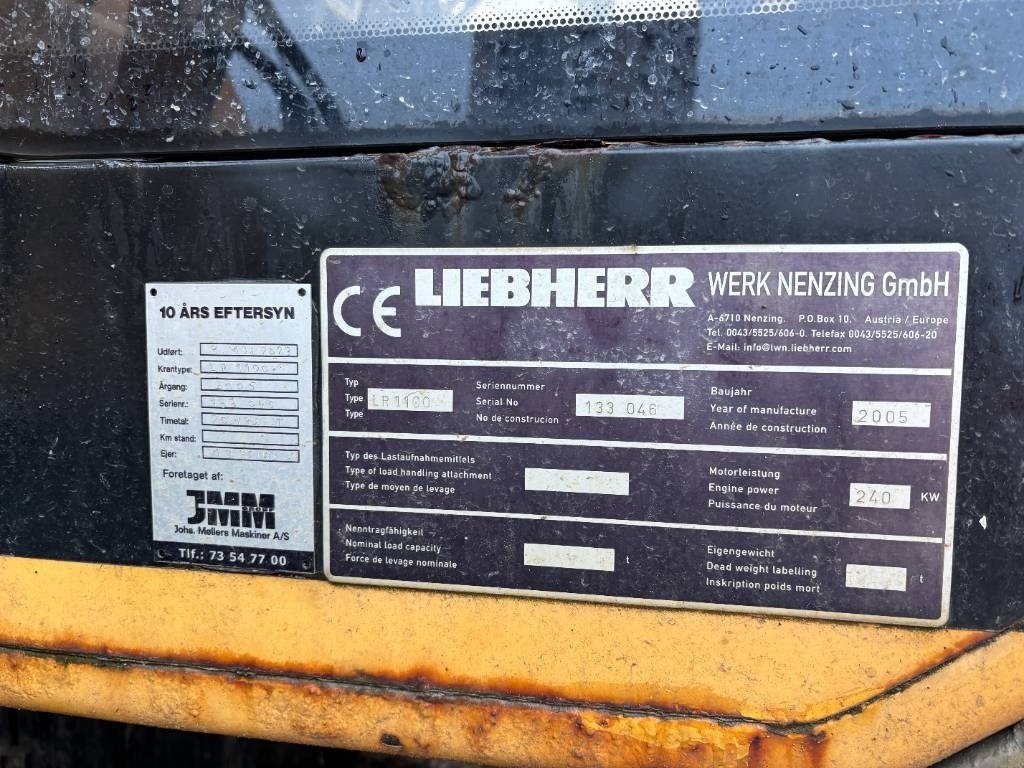 10 ÅRS EFTERSYN
Udført:
Krantype:
Årgang: 2005
Serienr.:
Timetal:
Km stand:
Ejer:
Foretaget af:
JMM
GROUP
Johs. Møllers Maskiner A/S
Tlf.: 73 54 77 00
CE LIEBHERR WERK NENZING GmbH
A-6710 Nenzing. P.O.Box 10. Austria / Europe
Tel. 0043/5525/606-0. Telefax 0043/5525/606-20
E-Mail: info@lwn.liebherr.com
Typ
Type LR1100
Type
Seriennummer
Serial No 133 046
No de construcion
Baujahr
Year of manufacture 2005
Année de construction
Typ des Lastaufnahmemittels
Type of load handling attachment
Type de moyen de levage
Motorleistung
Engine power 240 KW
Puissance du moteur
Nenntragfähigkeit
Nominal load capacity t
Force de levage nominale
Eigengewicht
Dead weight labelling t
Inskription poids mort